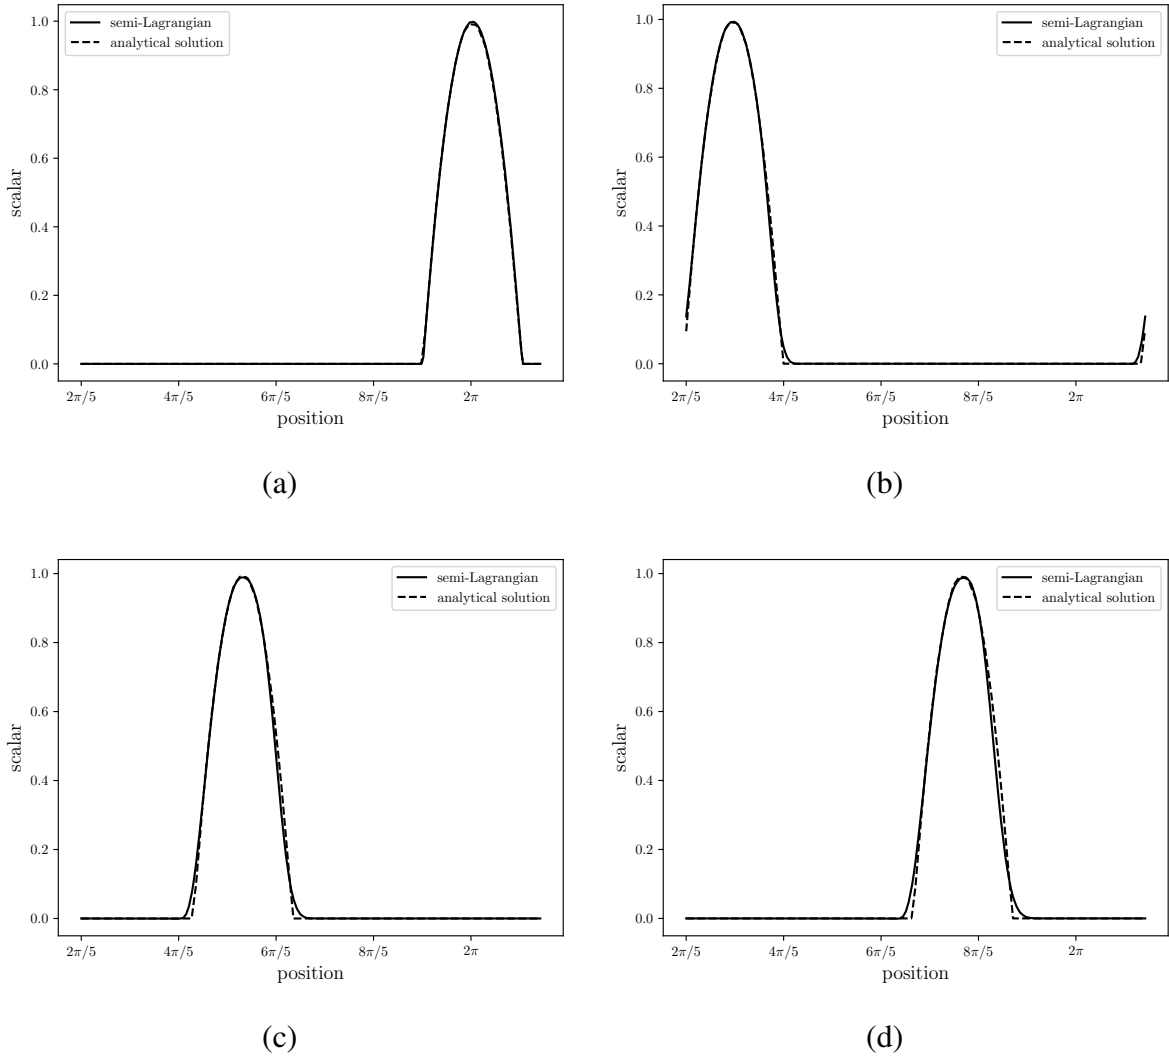 semi-Lagrangian
analytical solution
1.0
0.8
0.6
0.4
0.2
0.0
scalar
2π/5 4π/5 6π/5 8π/5 2π
position
(a)
semi-Lagrangian
analytical solution
1.0
0.8
0.6
0.4
0.2
0.0
scalar
2π/5 4π/5 6π/5 8π/5 2π
position
(b)
semi-Lagrangian
analytical solution
1.0
0.8
0.6
0.4
0.2
0.0
scalar
2π/5 4π/5 6π/5 8π/5 2π
position
(c)
semi-Lagrangian
analytical solution
1.0
0.8
0.6
0.4
0.2
0.0
scalar
2π/5 4π/5 6π/5 8π/5 2π
position
(d)